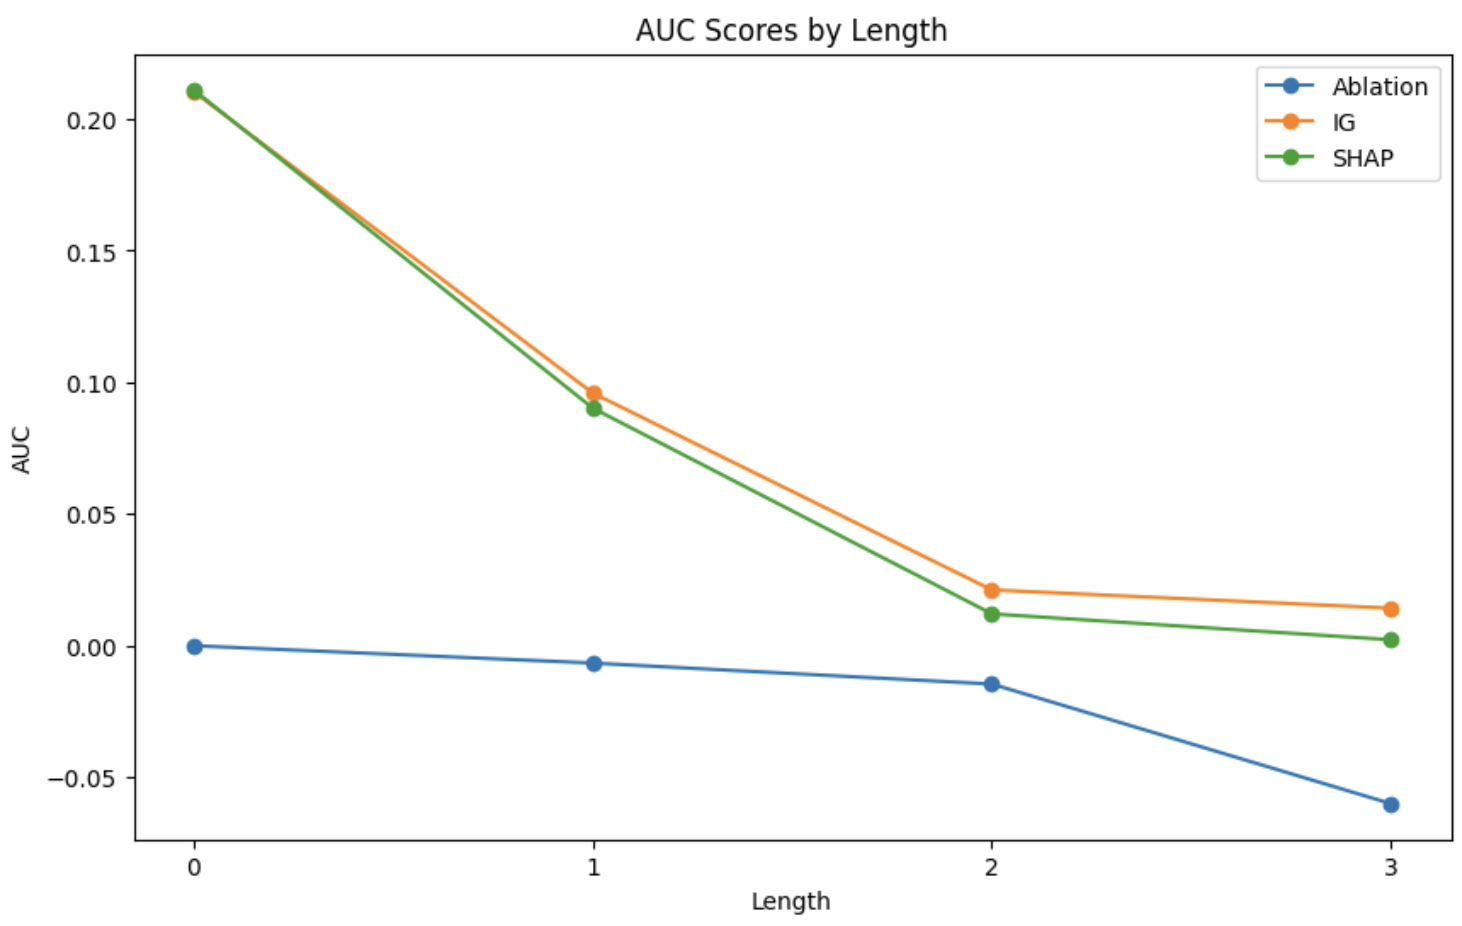 AUC Scores by Length
Ablation
IG
SHAP
0.20
0.15
0.10
0.05
0.00
−0.05
AUC
0 1 2 3
Length